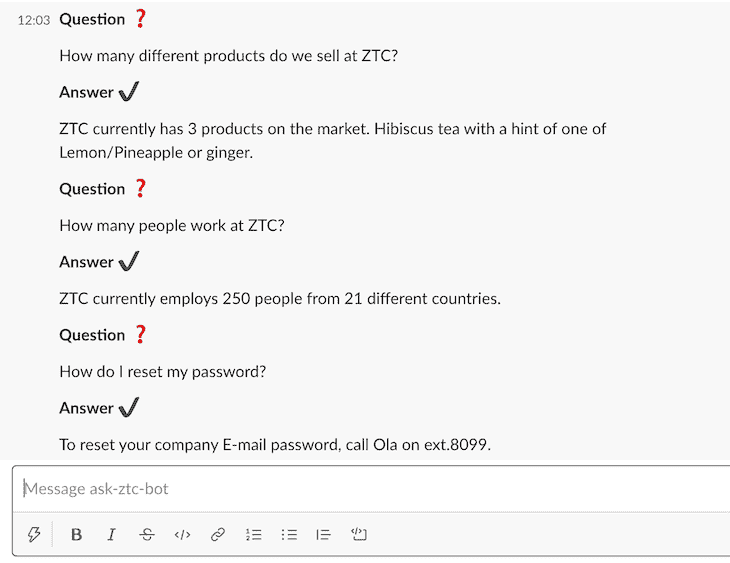 12:03 Question ❓
How many different products do we sell at ZTC?
Answer ✔
ZTC currently has 3 products on the market. Hibiscus tea with a hint of one of
Lemon/Pineapple or ginger.
Question ❓
How many people work at ZTC?
Answer ✔
ZTC currently employs 250 people from 21 different countries.
Question ❓
How do I reset my password?
Answer ✔
To reset your company E-mail password, call Ola on ext.8099.
Message ask-ztc-bot
B I S </>